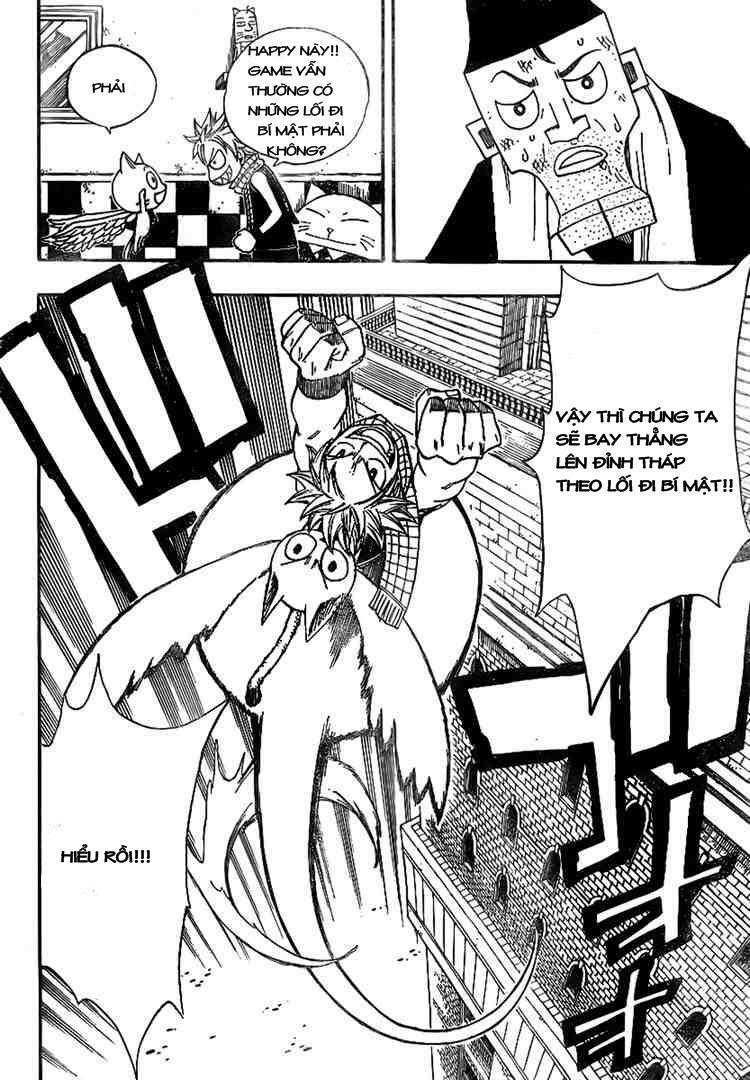 HAPPY NÀY!!
GAME VẪN
THƯỜNG CÓ
NHỮNG LỐI ĐI
BÍ MẬT PHẢI
KHÔNG?
PHẢI
VẬY THÌ CHÚNG TA
SẼ BAY THẲNG
LÊN ĐỈNH THÁP
THEO LỐI ĐI BÍ MẬT!!
HIỂU RỒI!!!